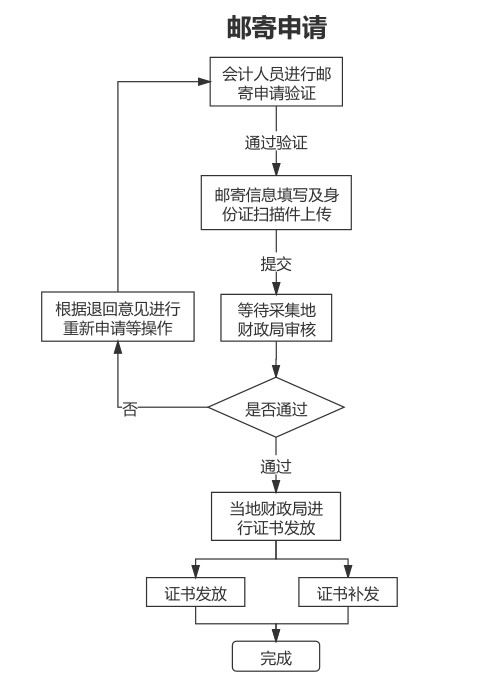 邮寄申请
会计人员进行邮
寄申请验证
通过验证
邮寄信息填写及身
份证扫描件上传
提交
根据退回意见进行
重新申请等操作
等待采集地
财政局审核
否
是否通过
通过
当地财政局进
行证书发放
证书发放
证书补发
完成